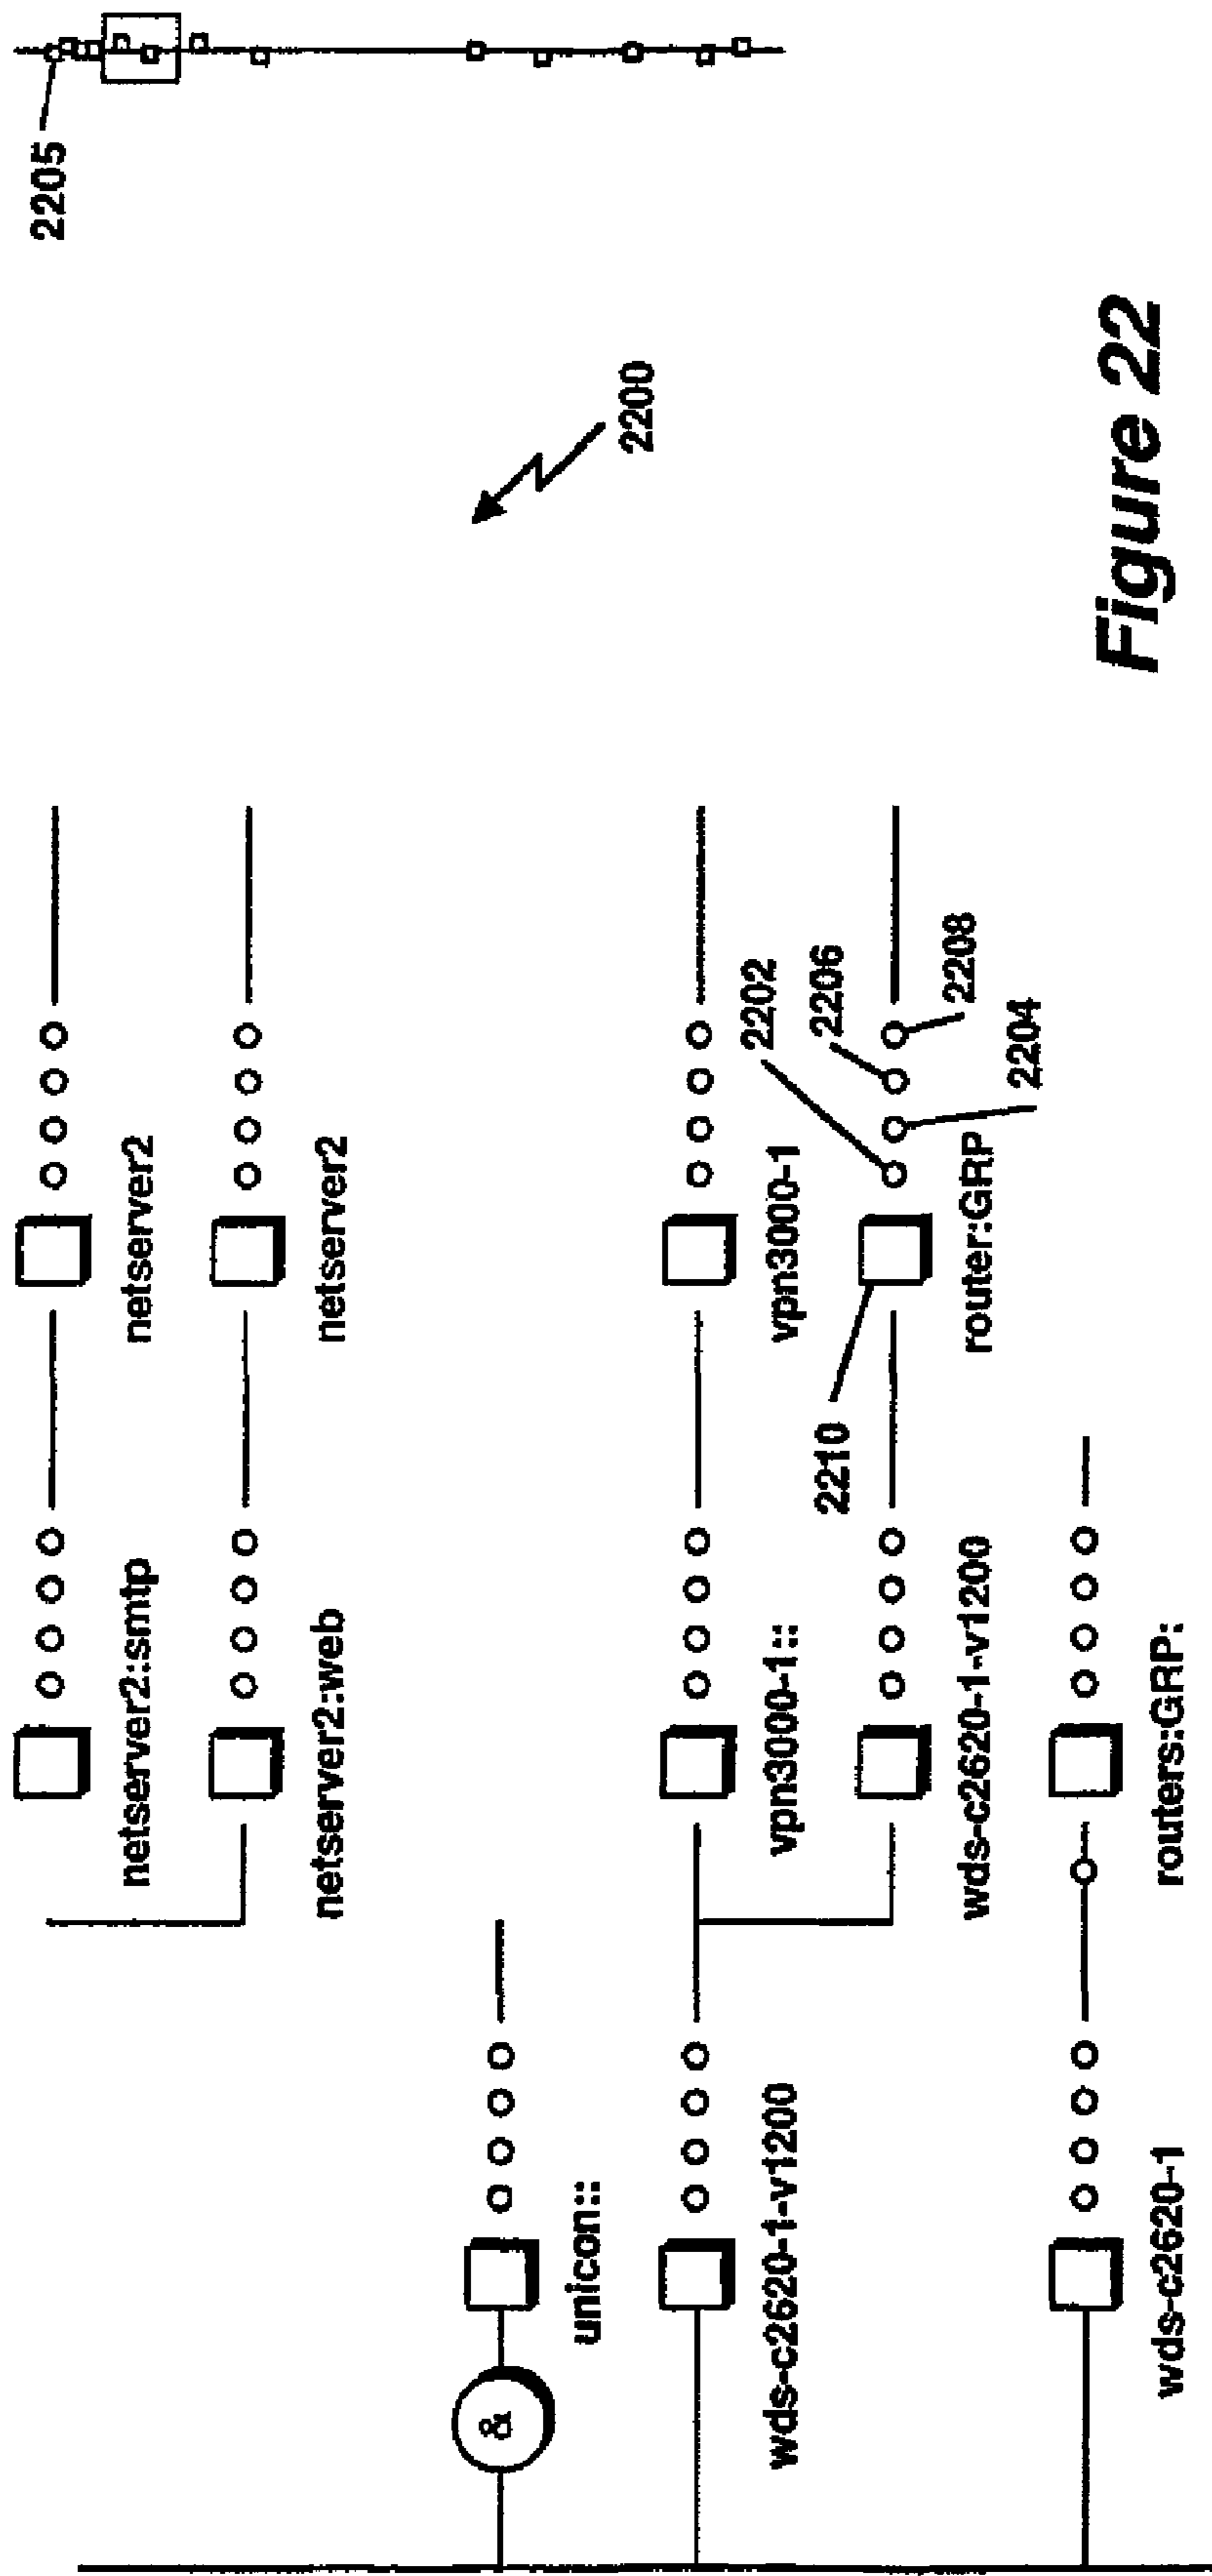 2205
netserver2:smtp
netserver2
netserver2:web
netserver2
2200
&
unicon::
vpn3000-1::
vpn3000-1
2202
wds-c2620-1-v1200
2210
2206
wds-c2620-1-v1200
router:GRP
2208
2204
wds-c2620-1
routers:GRP:
Figure 22